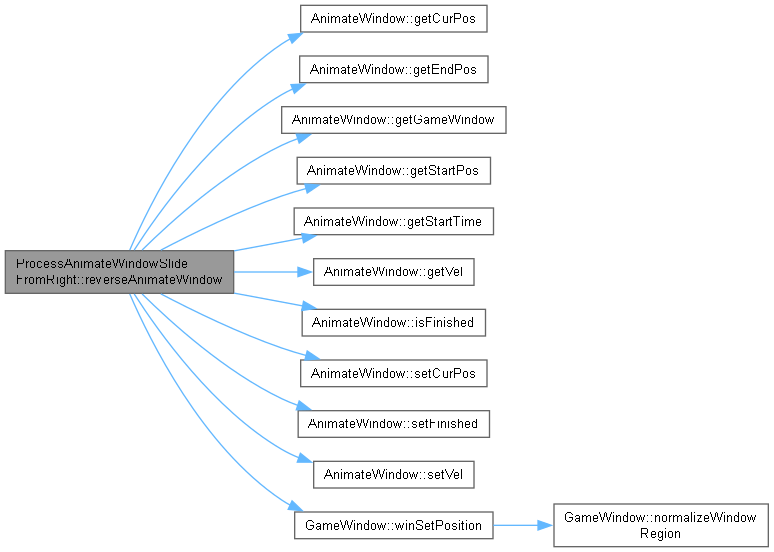 AnimateWindow::getCurPos
AnimateWindow::getEndPos
AnimateWindow::getGameWindow
AnimateWindow::getStartPos
AnimateWindow::getStartTime
ProcessAnimateWindowSlide
FromRight::reverseAnimateWindow
AnimateWindow::getVel
AnimateWindow::isFinished
AnimateWindow::setCurPos
AnimateWindow::setFinished
AnimateWindow::setVel
GameWindow::winSetPosition
GameWindow::normalizeWindow
Region